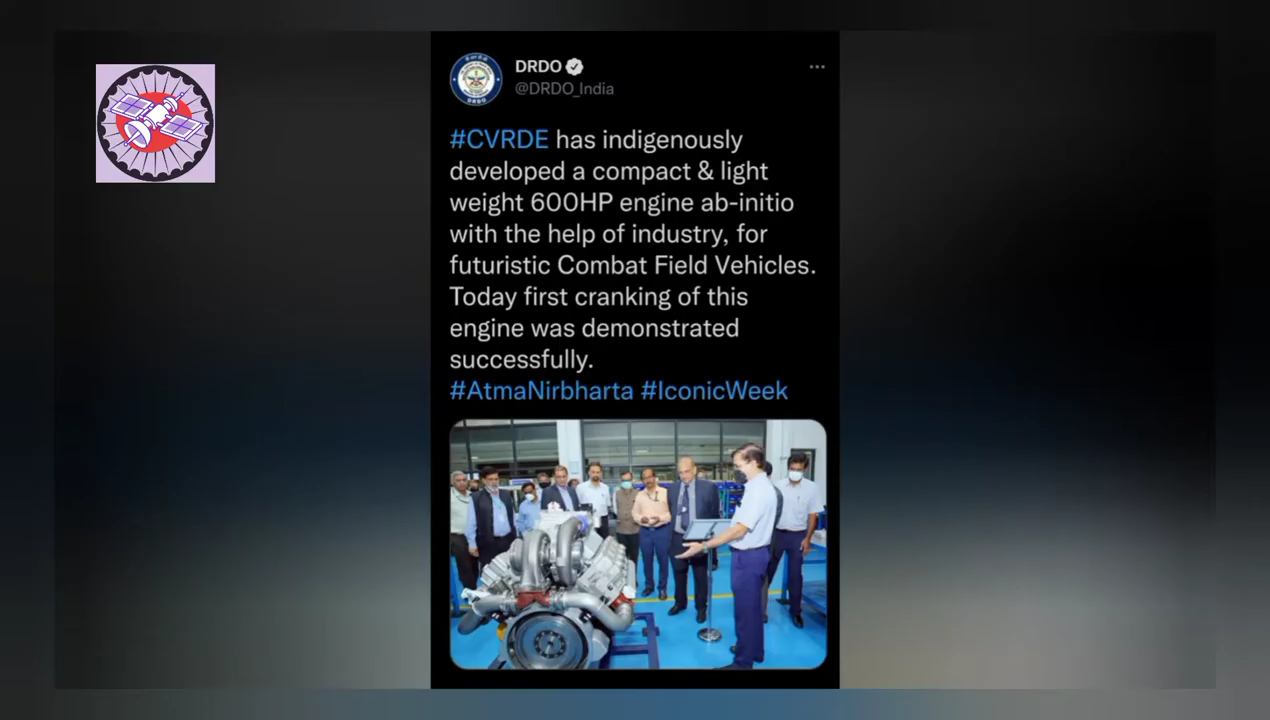 DRDO
@DRDO_India
#CVRDE has indigenously
developed a compact & light
weight 600HP engine ab-initio
with the help of industry, for
futuristic Combat Field Vehicles.
Today first cranking of this
engine was demonstrated
successfully.
#AtmaNirbharta #IconicWeek